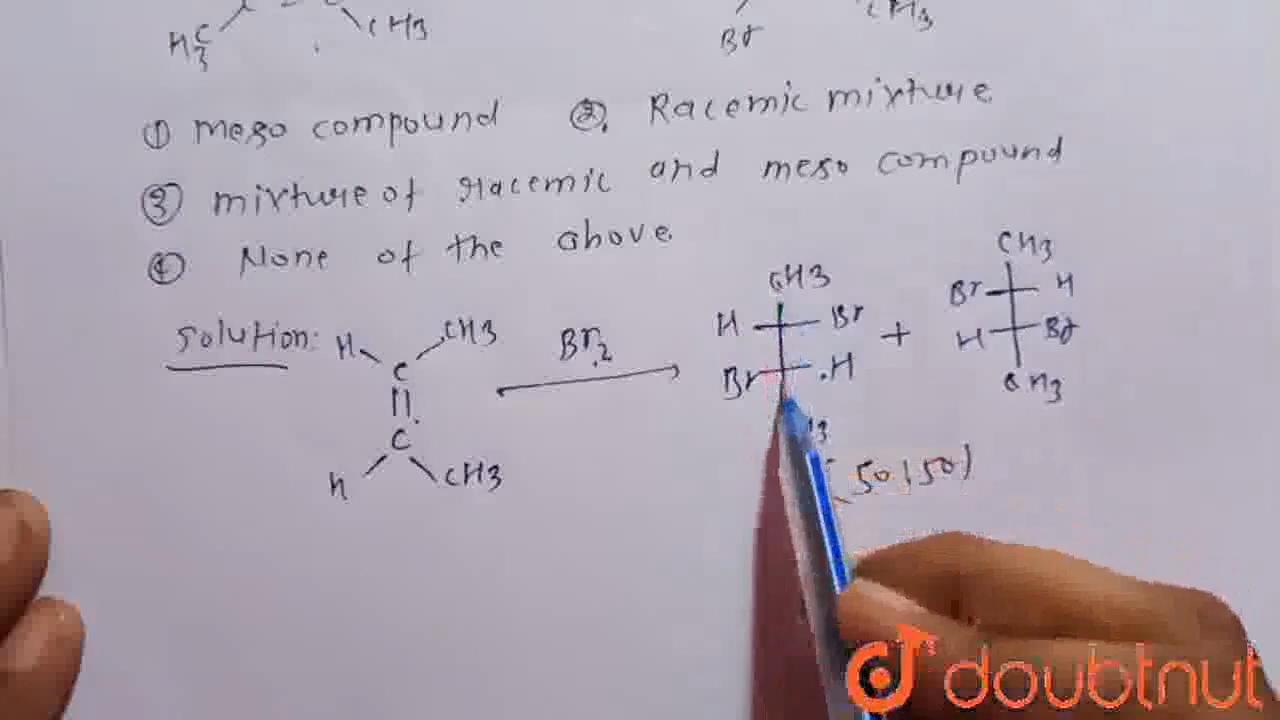 H3C CH3 Br CH3
① meso compound ②. Racemic mixture
③ mixture of racemic and meso compound
④ None of the above
Solution: H CH3 CH3 CH3
C Br2 H Br + Br H
C Br .H H Br
H CH3 CH3
(50/50)
doubtnut